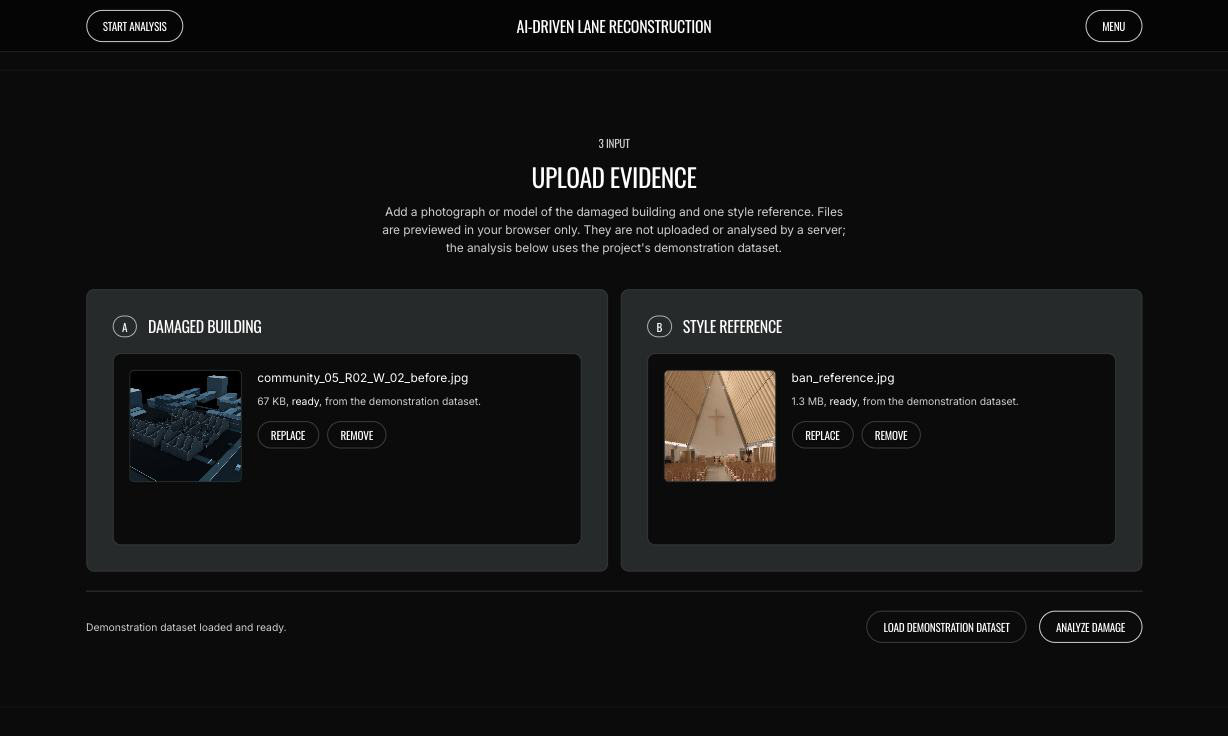 START ANALYSIS
AI-DRIVEN LANE RECONSTRUCTION
MENU
3 INPUT
UPLOAD EVIDENCE
Add a photograph or model of the damaged building and one style reference. Files
are previewed in your browser only. They are not uploaded or analysed by a server;
the analysis below uses the project's demonstration dataset.
A
DAMAGED BUILDING
community_05_R02_W_02_before.jpg
67 KB, ready, from the demonstration dataset.
REPLACE
REMOVE
B
STYLE REFERENCE
ban_reference.jpg
1.3 MB, ready, from the demonstration dataset.
REPLACE
REMOVE
Demonstration dataset loaded and ready.
LOAD DEMONSTRATION DATASET
ANALYZE DAMAGE